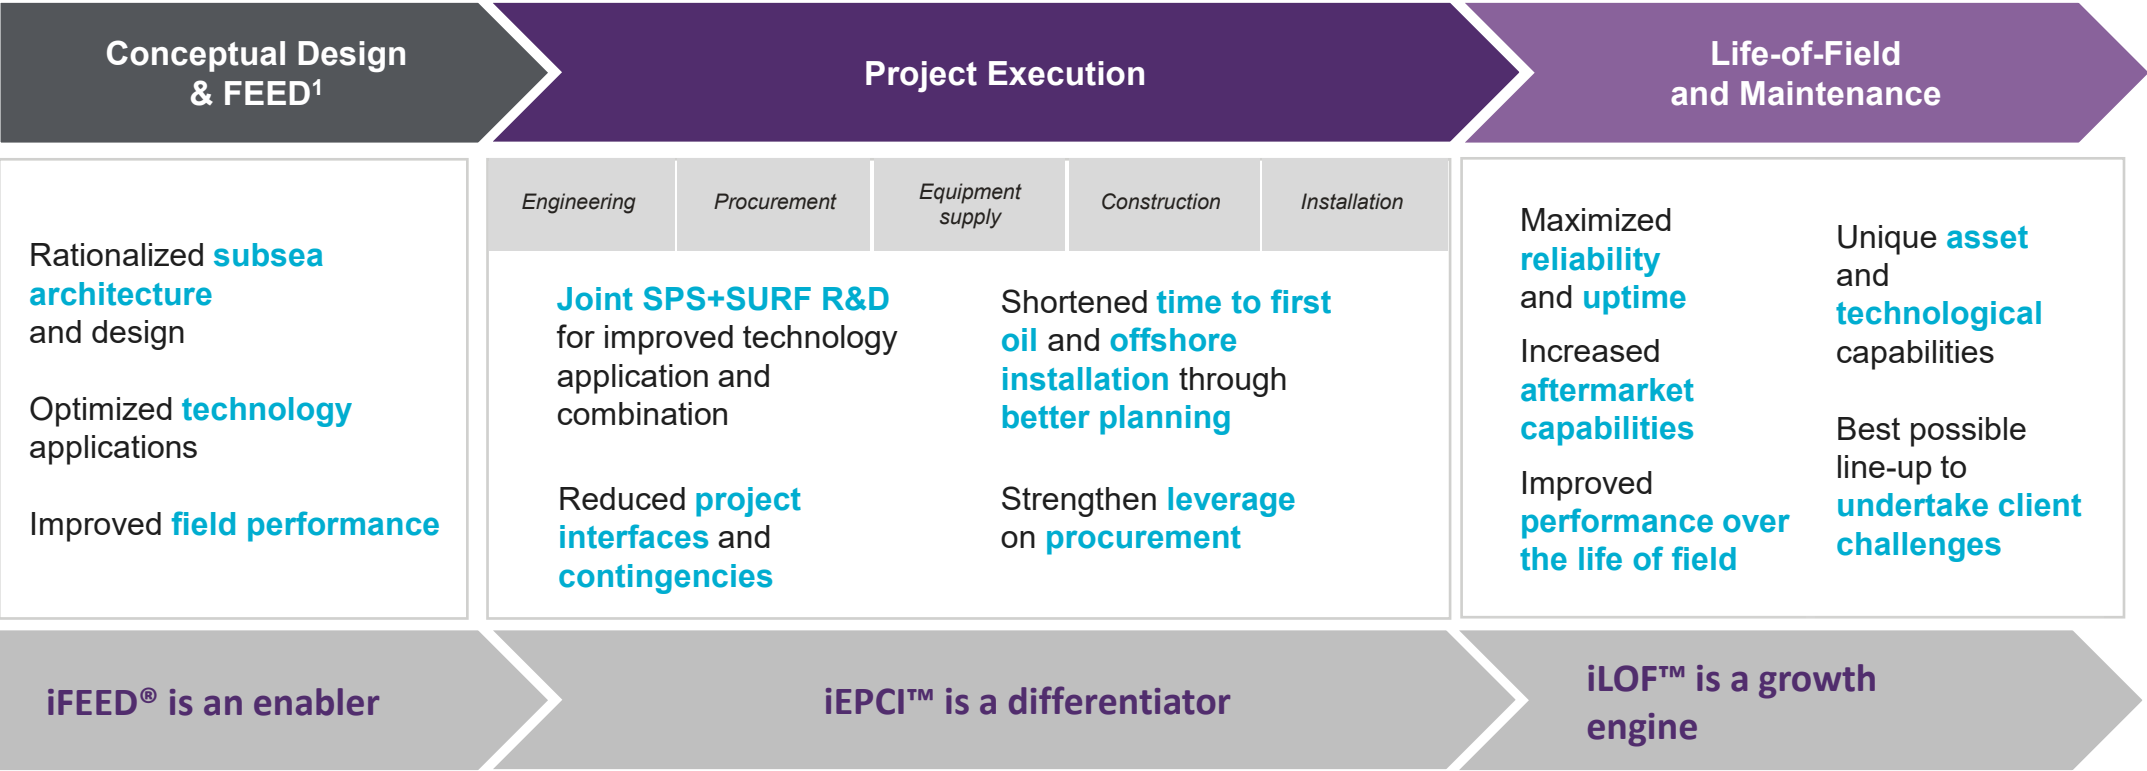 Conceptual Design
& FEED¹
Project Execution
Life-of-Field
and Maintenance
Rationalized subsea
architecture
and design
Optimized technology
applications
Improved field performance
Engineering
Procurement
Equipment
supply
Construction
Installation
Joint SPS+SURF R&D
for improved technology
application and
combination
Reduced project
interfaces and
contingencies
Shortened time to first
oil and offshore
installation through
better planning
Strengthen leverage
on procurement
Maximized
reliability
and uptime
Increased
aftermarket
capabilities
Improved
performance over
the life of field
Unique asset
and
technological
capabilities
Best possible
line-up to
undertake client
challenges
iFEED® is an enabler
iEPCI™ is a differentiator
iLOF™ is a growth
engine